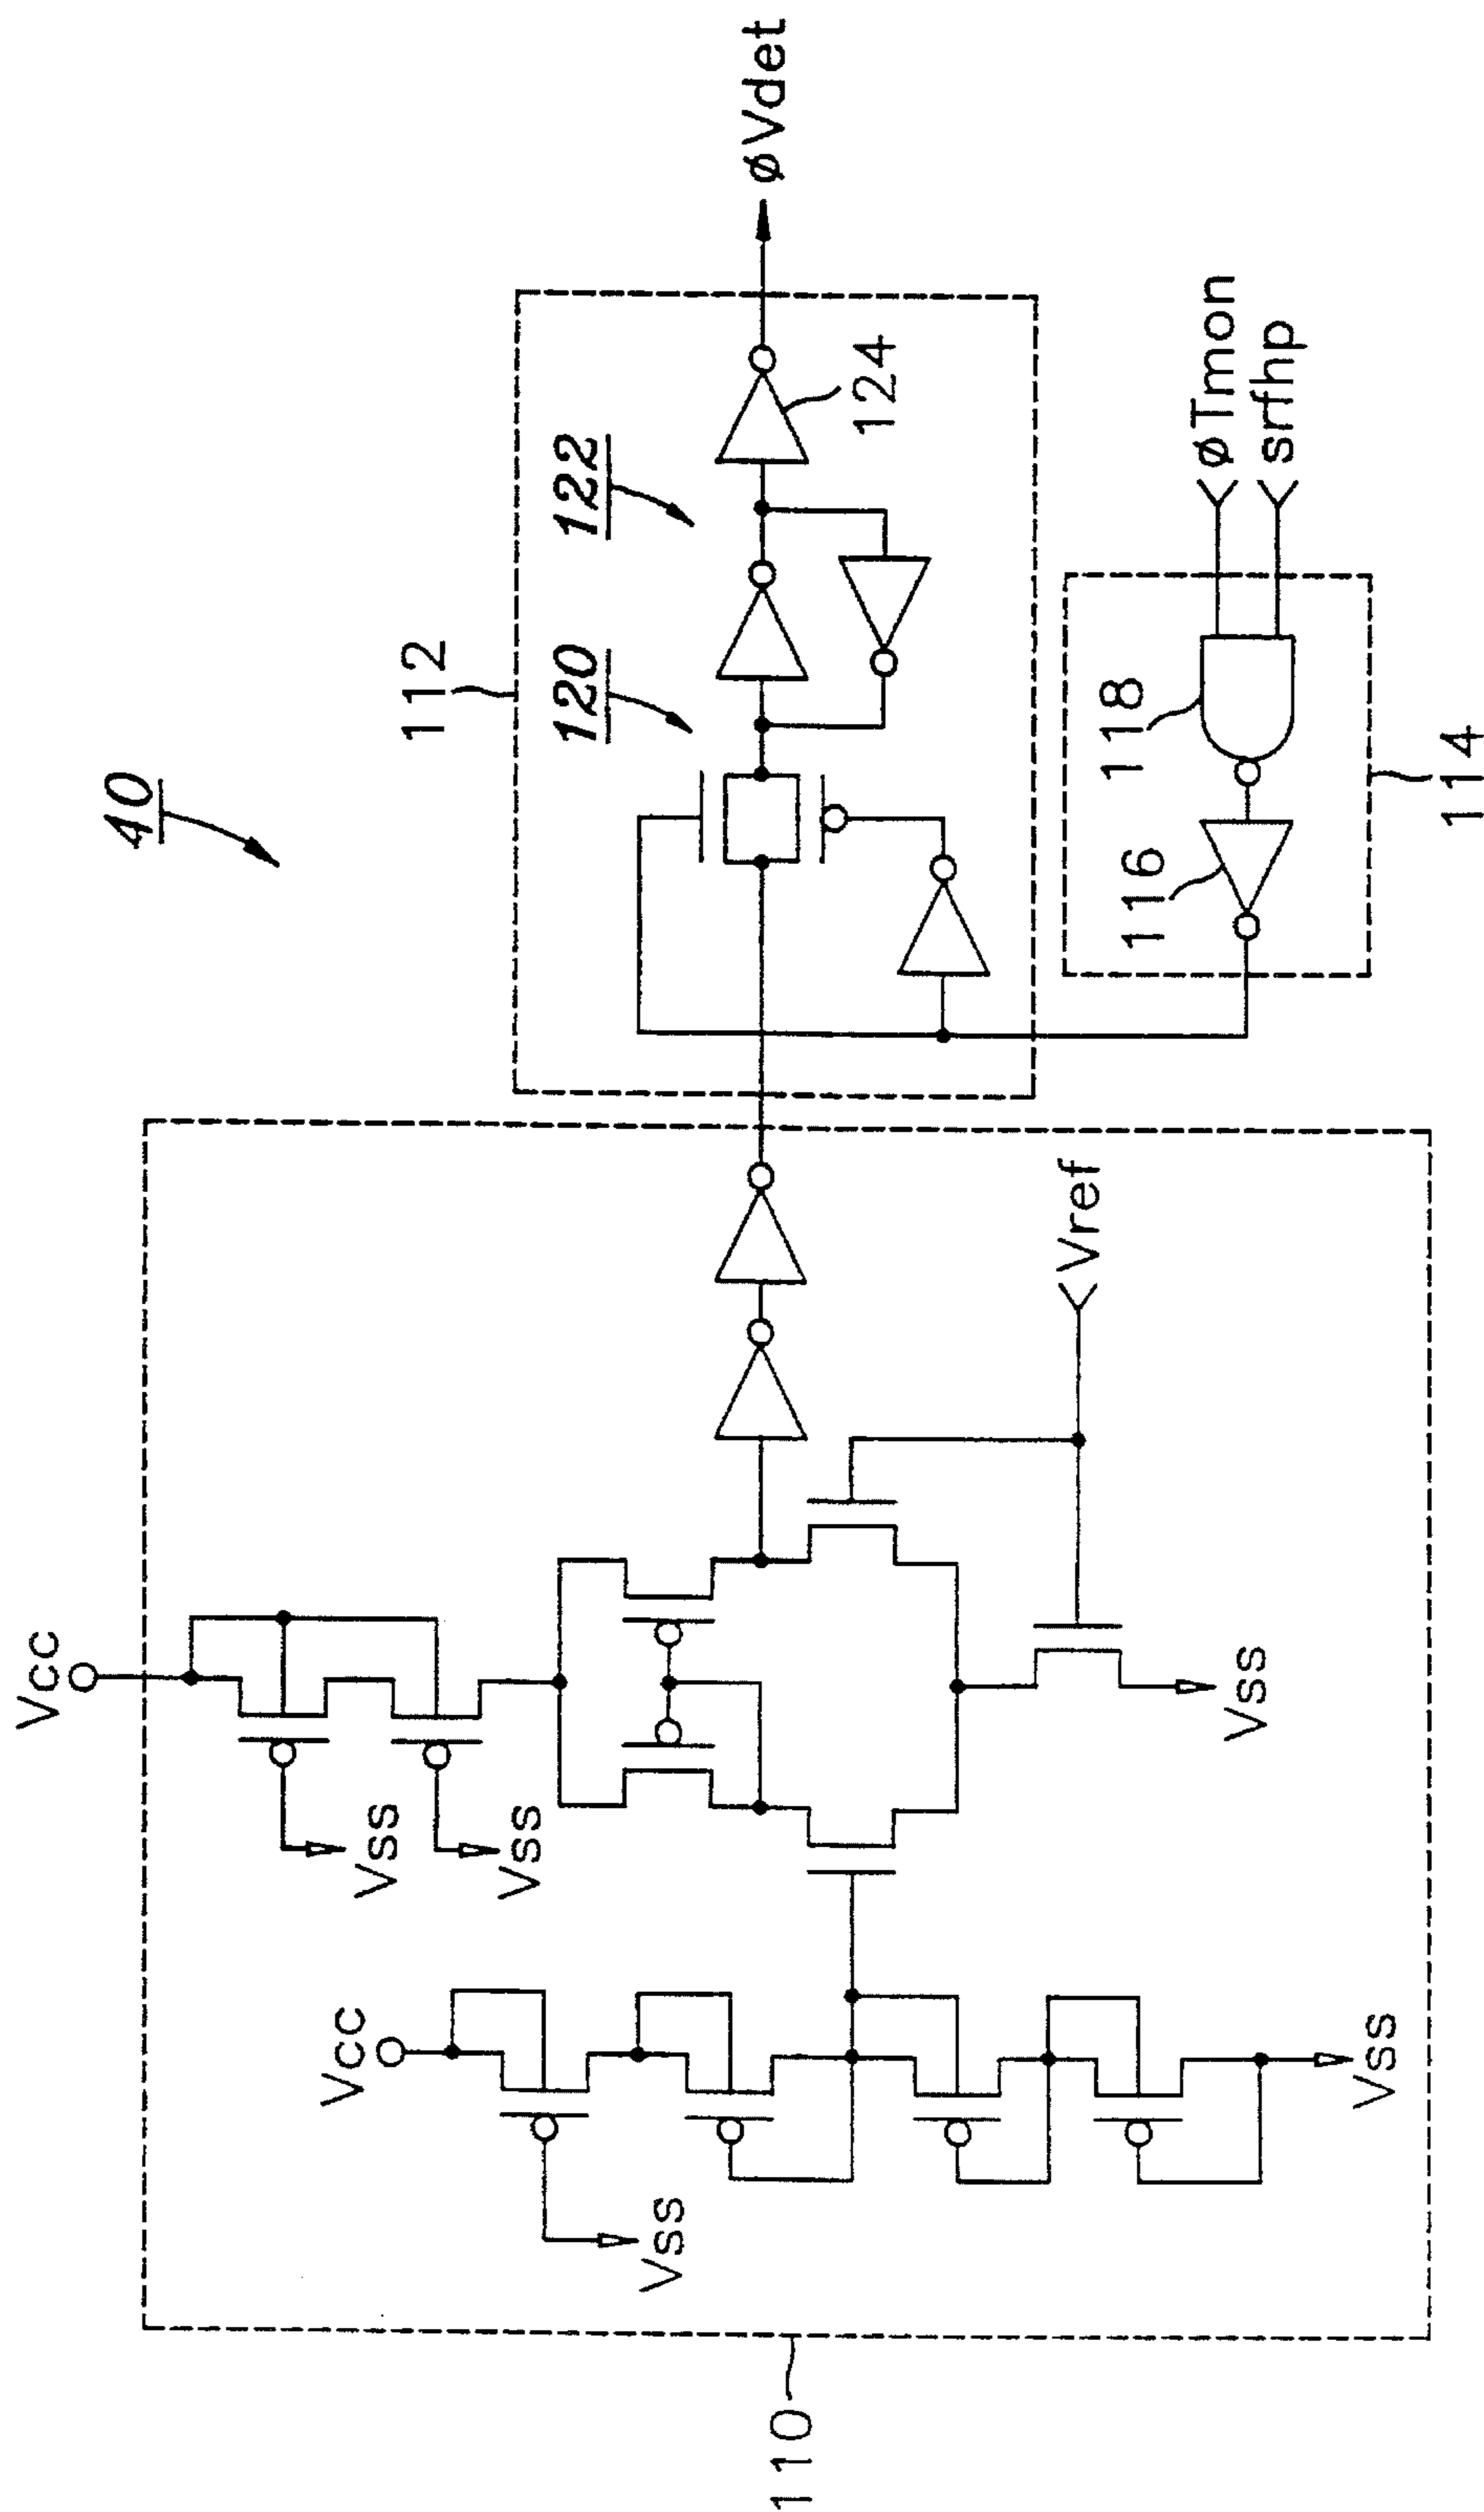 40
112
120
122
124
øVdet
Vcc
Vss
Vss
Vcc
Vss
Vss
Vss
Vref
110
116
118
114
øTmon
srfhp